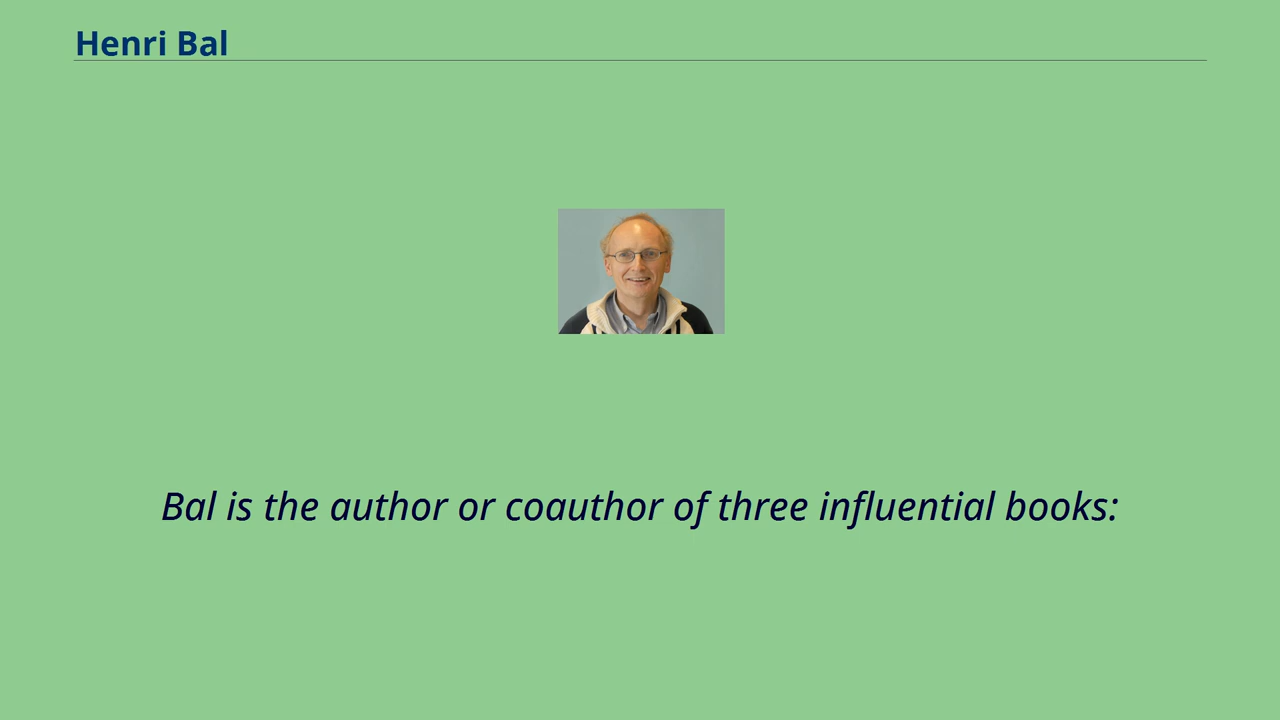 Henri Bal
Bal is the author or coauthor of three influential books: